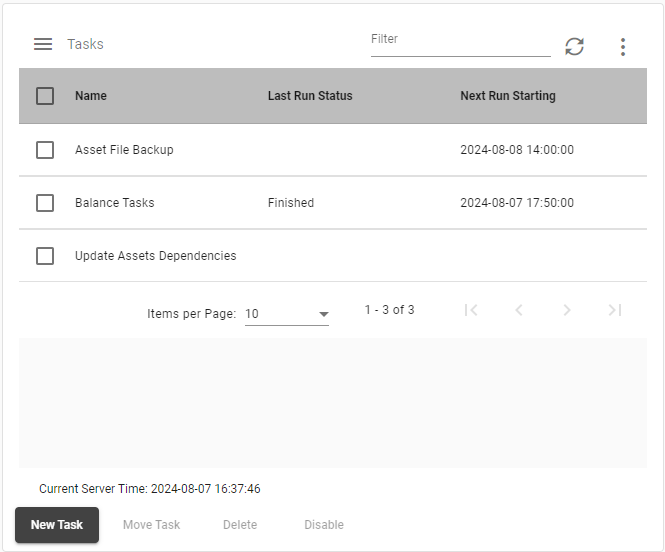 Tasks
Filter
Name Last Run Status Next Run Starting
Asset File Backup 2024-08-08 14:00:00
Balance Tasks Finished 2024-08-07 17:50:00
Update Assets Dependencies
Items per Page: 10 1 - 3 of 3
Current Server Time: 2024-08-07 16:37:46
New Task Move Task Delete Disable